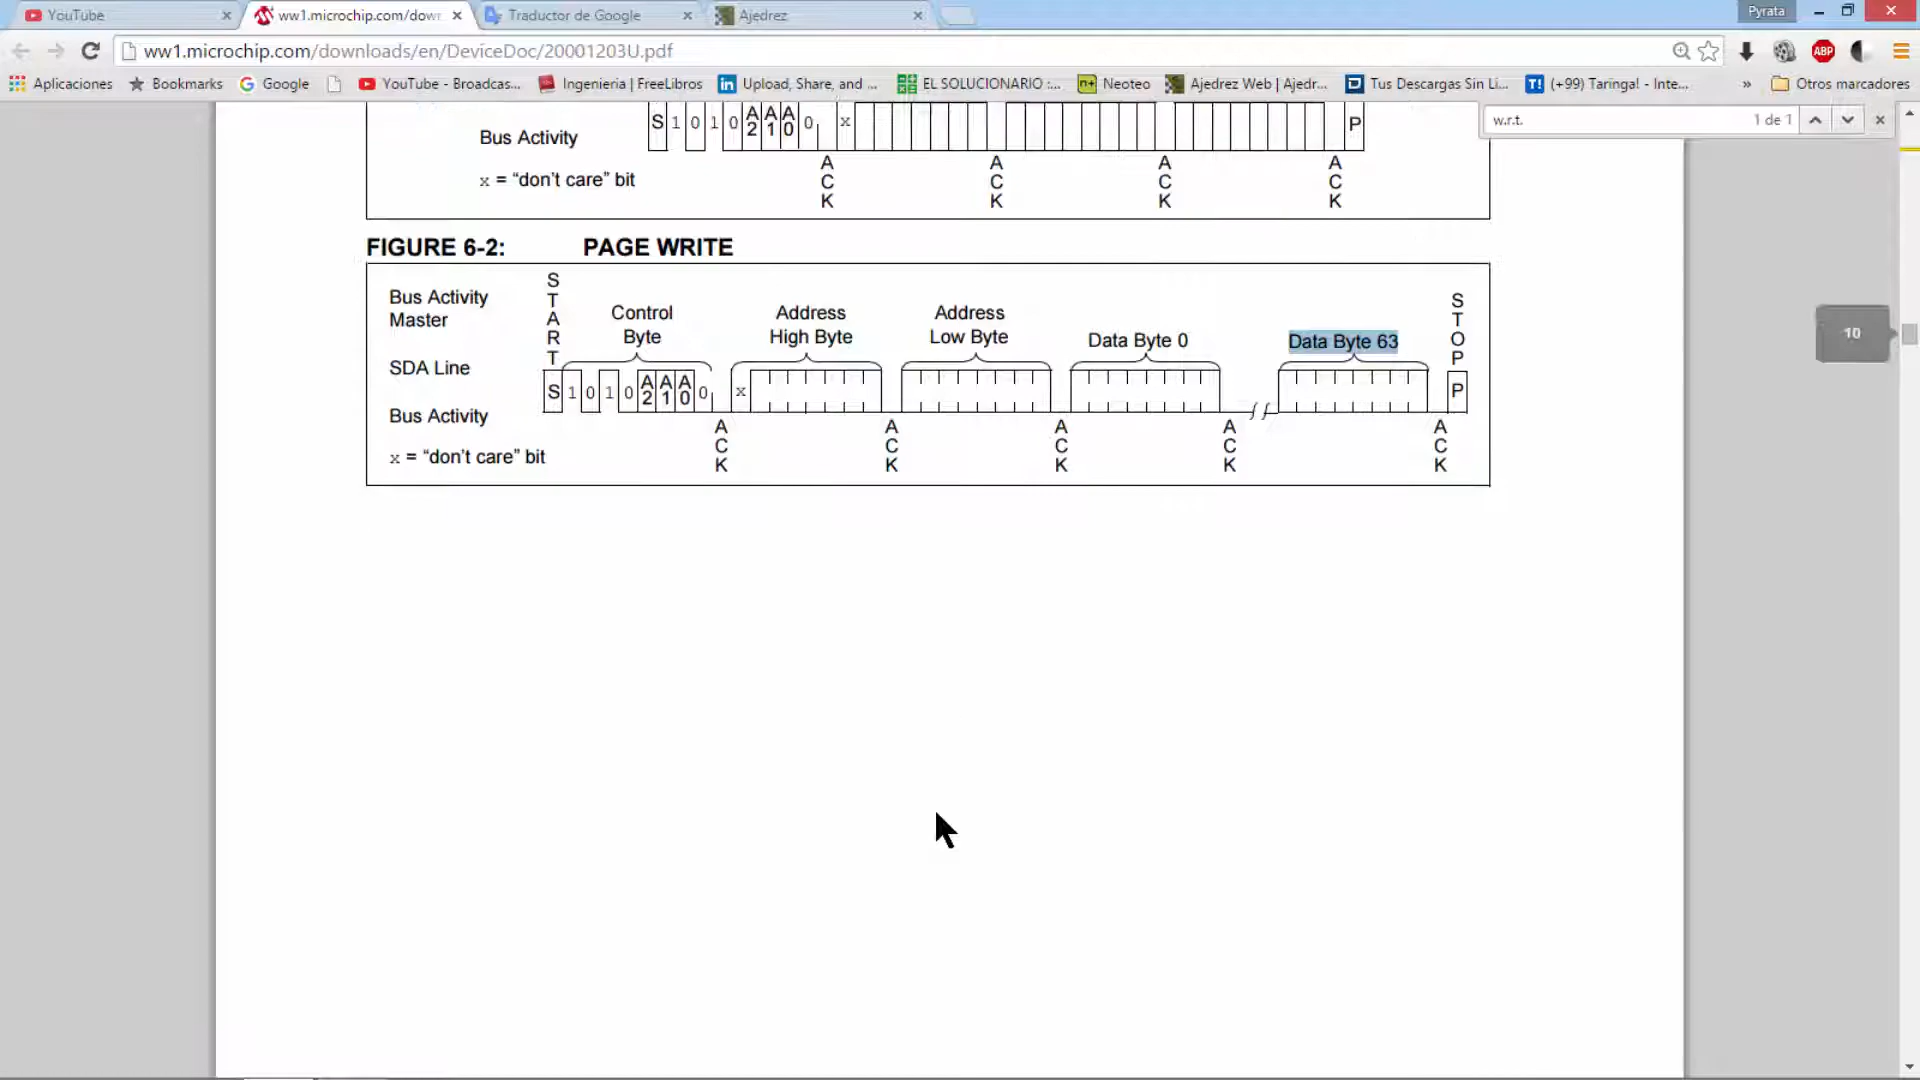 YouTube
ww1.microchip.com/dow
Traductor de Google
Ajedrez
Pyrata
ww1.microchip.com/downloads/en/DeviceDoc/20001203U.pdf
ABP
Aplicaciones
Bookmarks
Google
YouTube - Broadcas...
Ingenieria | FreeLibros
Upload, Share, and ...
EL SOLUCIONARIO :...
Neoteo
Ajedrez Web | Ajedr...
Tus Descargas Sin Li...
(+99) Taringa! - Inte...
»
Otros marcadores
w.r.t.
1 de 1
Bus Activity
S 1 0 1 0 A2 A1 A0 0 x P
ACK ACK ACK ACK
x = “don’t care” bit
FIGURE 6-2: PAGE WRITE
Bus Activity
Master
START
Control
Byte
Address
High Byte
Address
Low Byte
Data Byte 0
Data Byte 63
STOP
SDA Line
S 1 0 1 0 A2 A1 A0 0 x P
Bus Activity
ACK ACK ACK ACK ACK
x = “don’t care” bit
10